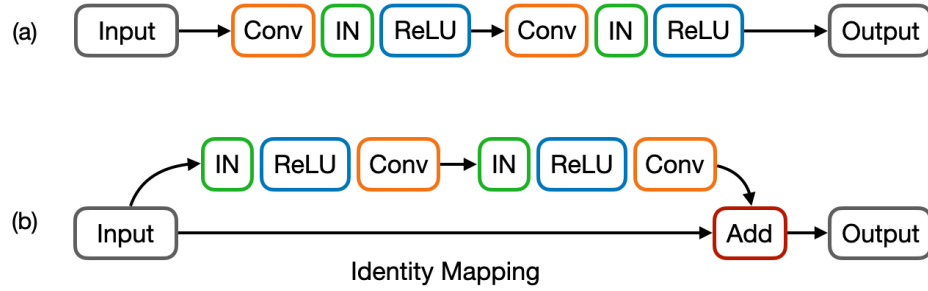 (a) Input Conv IN ReLU Conv IN ReLU Output
IN ReLU Conv IN ReLU Conv
(b) Input Add Output
Identity Mapping